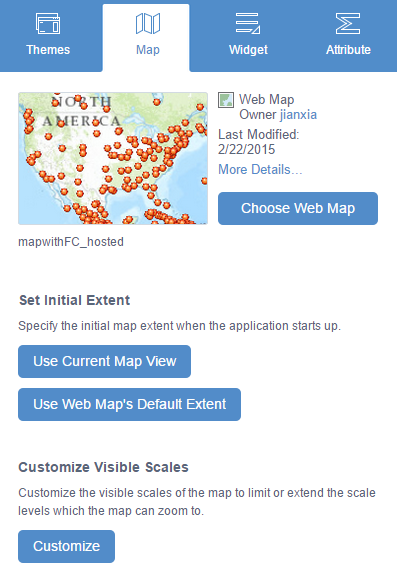 Themes
Map
Widget
Attribute
NORTH
AMERICA
Web Map
Owner jianxia
Last Modified:
2/22/2015
More Details...
Choose Web Map
mapwithFC_hosted
Set Initial Extent
Specify the initial map extent when the application starts up.
Use Current Map View
Use Web Map's Default Extent
Customize Visible Scales
Customize the visible scales of the map to limit or extend the scale
levels which the map can zoom to.
Customize